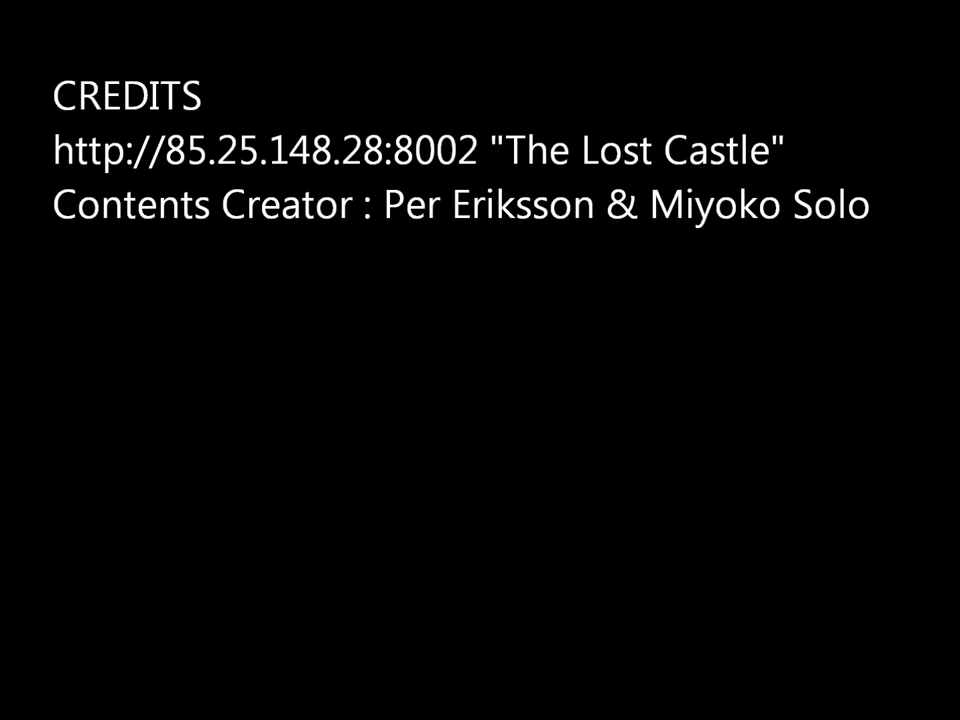 CREDITS
http://85.25.148.28:8002 "The Lost Castle"
Contents Creator : Per Eriksson & Miyoko Solo